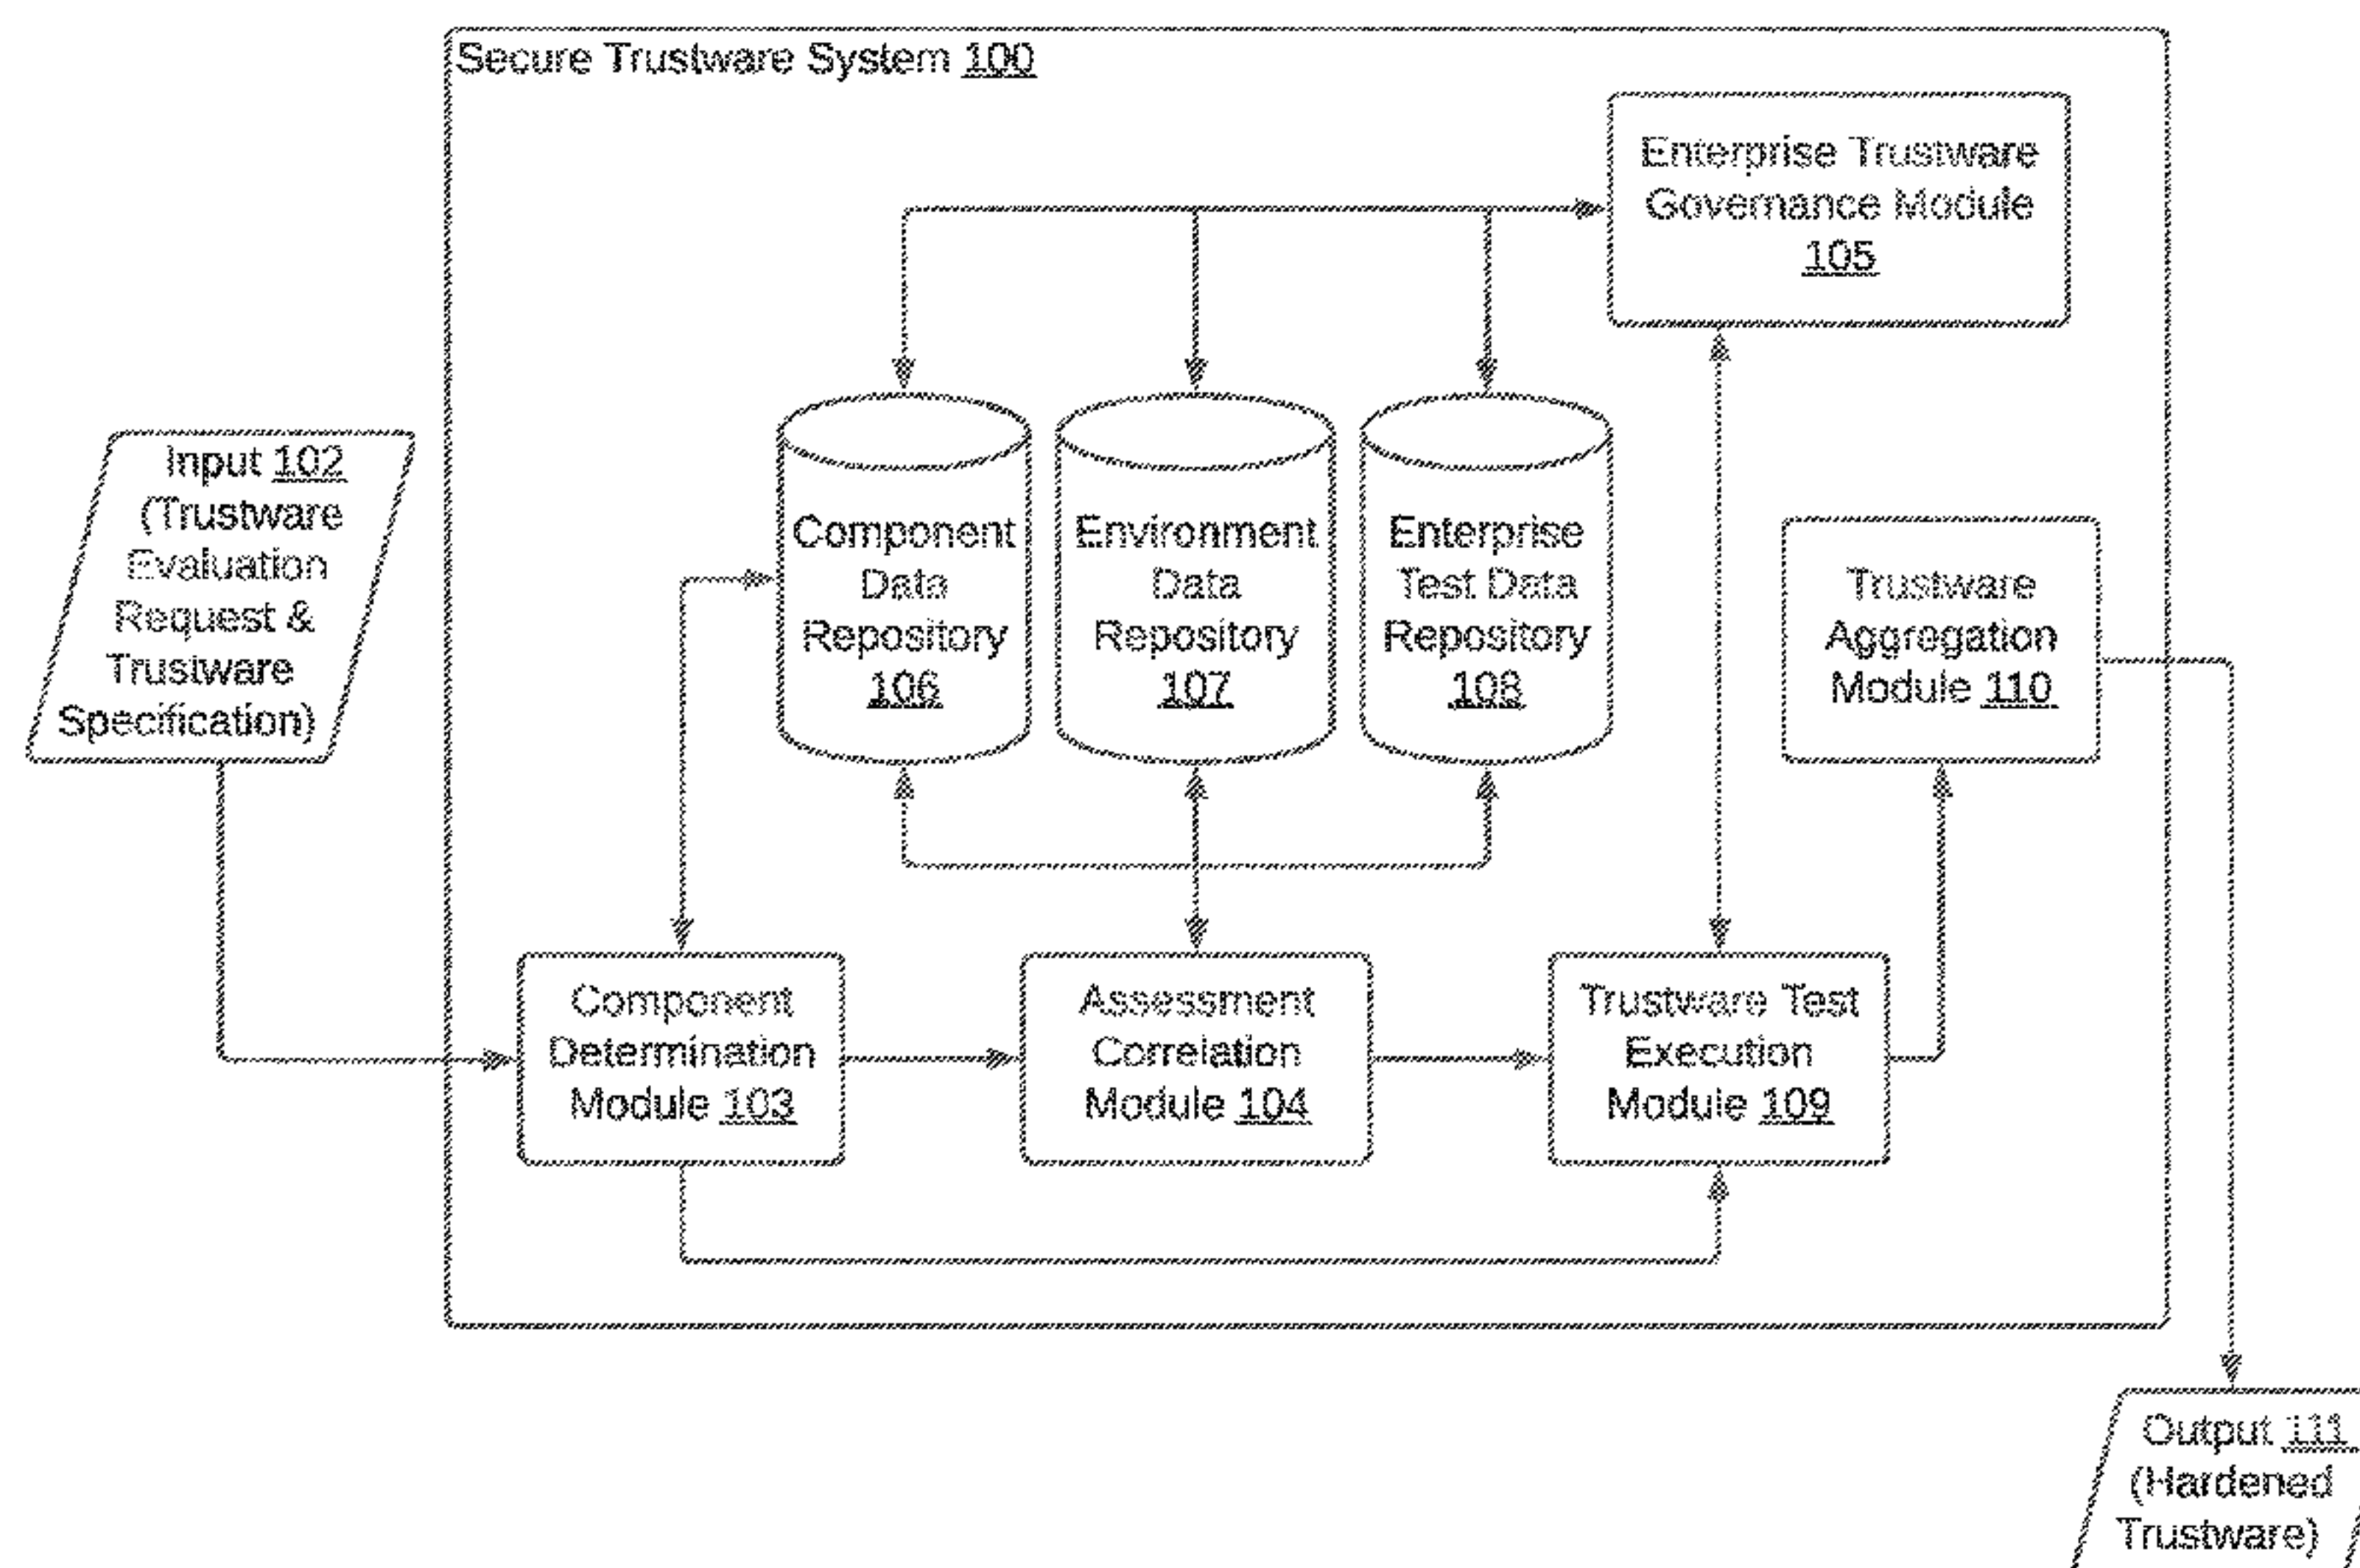 Secure Trustware System 100
Enterprise Trustware
Governance Module
105
Input 102
(Trustware
Evaluation
Request &
Trustware
Specification)
Component
Data
Repository
106
Environment
Data
Repository
107
Enterprise
Test Data
Repository
108
Trustware
Aggregation
Module 110
Component
Determination
Module 103
Assessment
Correlation
Module 104
Trustware Test
Execution
Module 109
Output 111
(Hardened
Trustware)